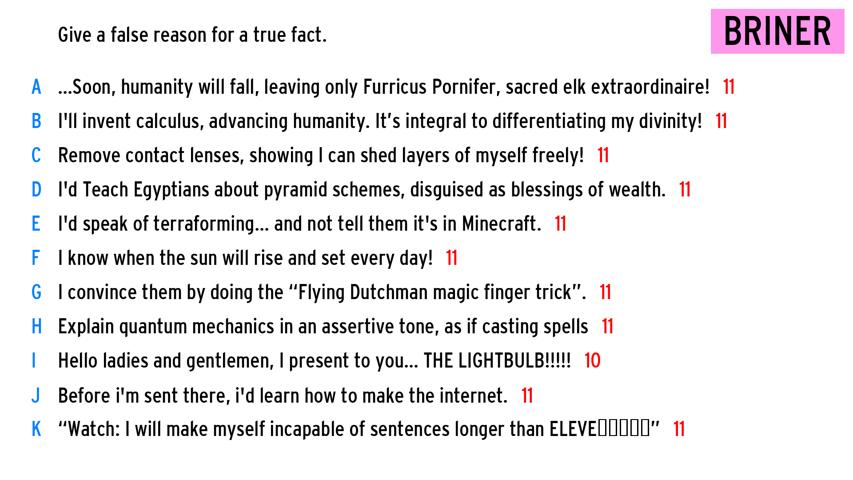 Give a false reason for a true fact.
BRINER
A ...Soon, humanity will fall, leaving only Furricus Pornifer, sacred elk extraordinaire! 11
B I'll invent calculus, advancing humanity. It’s integral to differentiating my divinity! 11
C Remove contact lenses, showing I can shed layers of myself freely! 11
D I'd Teach Egyptians about pyramid schemes, disguised as blessings of wealth. 11
E I'd speak of terraforming... and not tell them it's in Minecraft. 11
F I know when the sun will rise and set every day! 11
G I convince them by doing the “Flying Dutchman magic finger trick”. 11
H Explain quantum mechanics in an assertive tone, as if casting spells 11
I Hello ladies and gentlemen, I present to you... THE LIGHTBULB!!!!! 10
J Before i'm sent there, i'd learn how to make the internet. 11
K “Watch: I will make myself incapable of sentences longer than ELEVE▯▯▯▯▯” 11